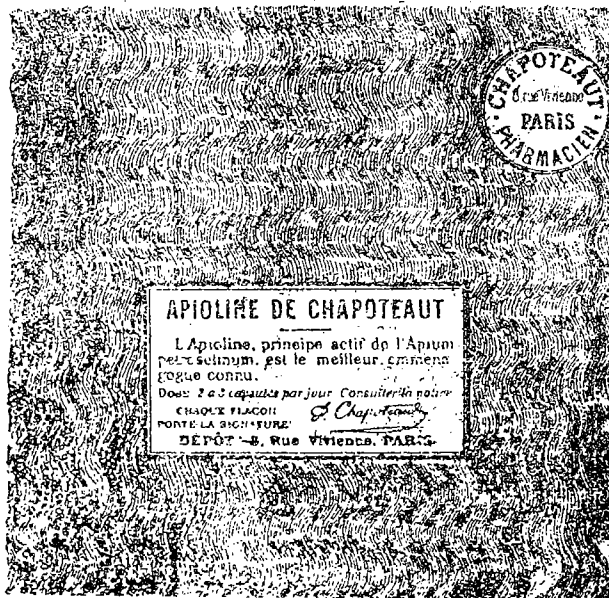 CHAPOTEAUT
8, rue Vivienne
PARIS
PHARMACIEN
APIOLINE DE CHAPOTEAUT
L'Apioline, principe actif de l'Apium
petroselinum, est le meilleur emména
gogue connu.
Dose: 2 à 3 capsules par jour Consulter la notice
CHAQUE FLACON
PORTE LA SIGNATURE
P. Chapoteaut
DÉPÔT - 8, Rue Vivienne, PARIS